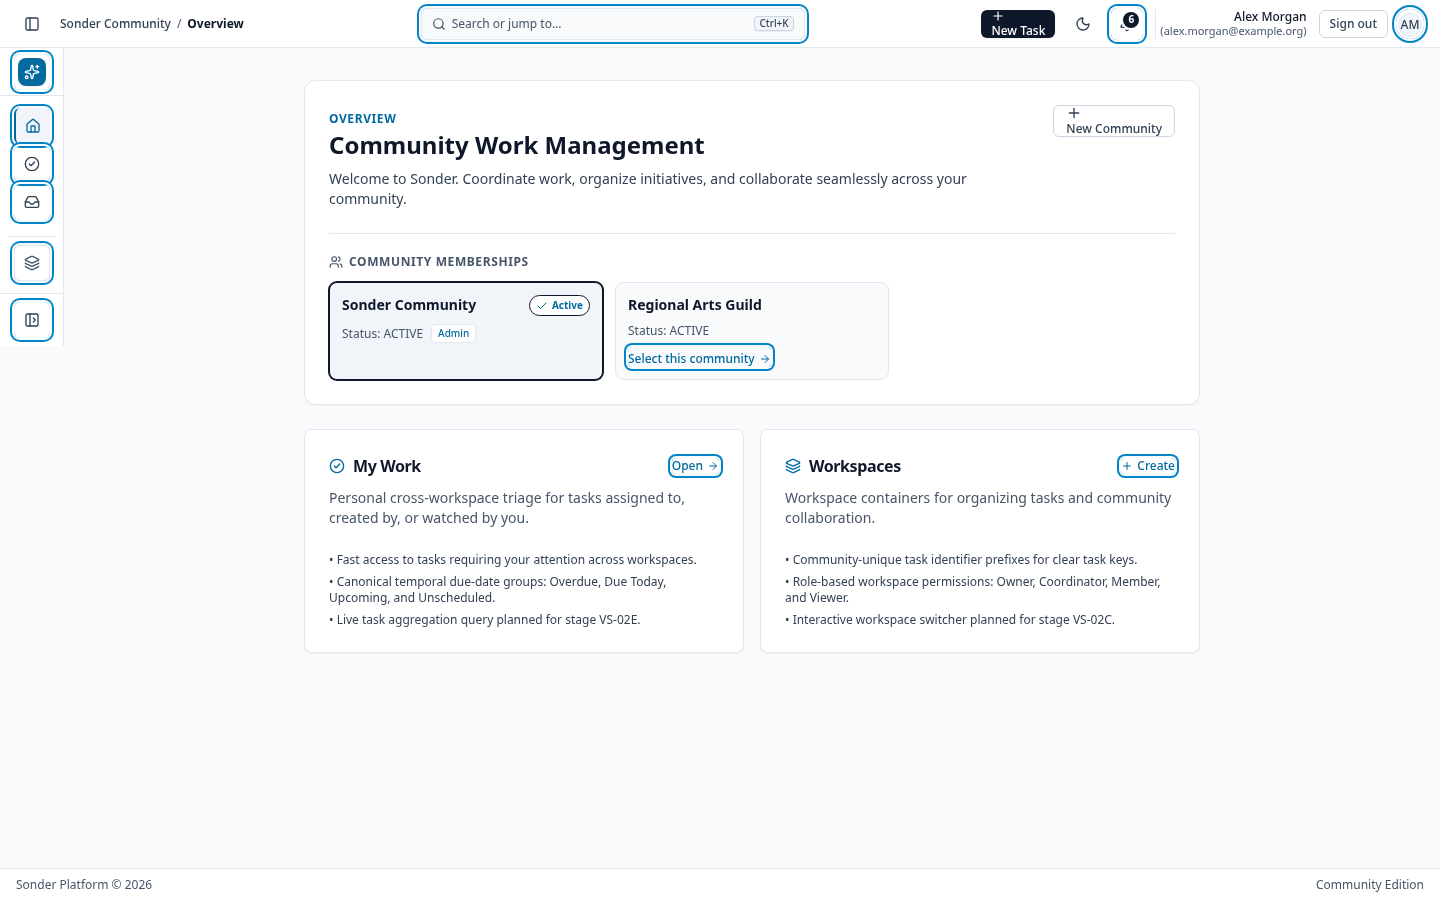 Sonder Community / Overview
Search or jump to...
Ctrl+K
New Task
6
Alex Morgan
(alex.morgan@example.org)
Sign out
AM
OVERVIEW
Community Work Management
New Community
Welcome to Sonder. Coordinate work, organize initiatives, and collaborate seamlessly across your
community.
COMMUNITY MEMBERSHIPS
Sonder Community
Active
Status: ACTIVE
Admin
Regional Arts Guild
Status: ACTIVE
Select this community
My Work
Open
Personal cross-workspace triage for tasks assigned to,
created by, or watched by you.
• Fast access to tasks requiring your attention across workspaces.
• Canonical temporal due-date groups: Overdue, Due Today,
Upcoming, and Unscheduled.
• Live task aggregation query planned for stage VS-02E.
Workspaces
Create
Workspace containers for organizing tasks and community
collaboration.
• Community-unique task identifier prefixes for clear task keys.
• Role-based workspace permissions: Owner, Coordinator, Member,
and Viewer.
• Interactive workspace switcher planned for stage VS-02C.
Sonder Platform © 2026
Community Edition